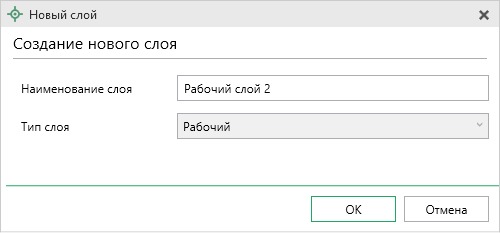 Новый слой
Создание нового слоя
Наименование слоя
Рабочий слой 2
Тип слоя
Рабочий
ОК
Отмена